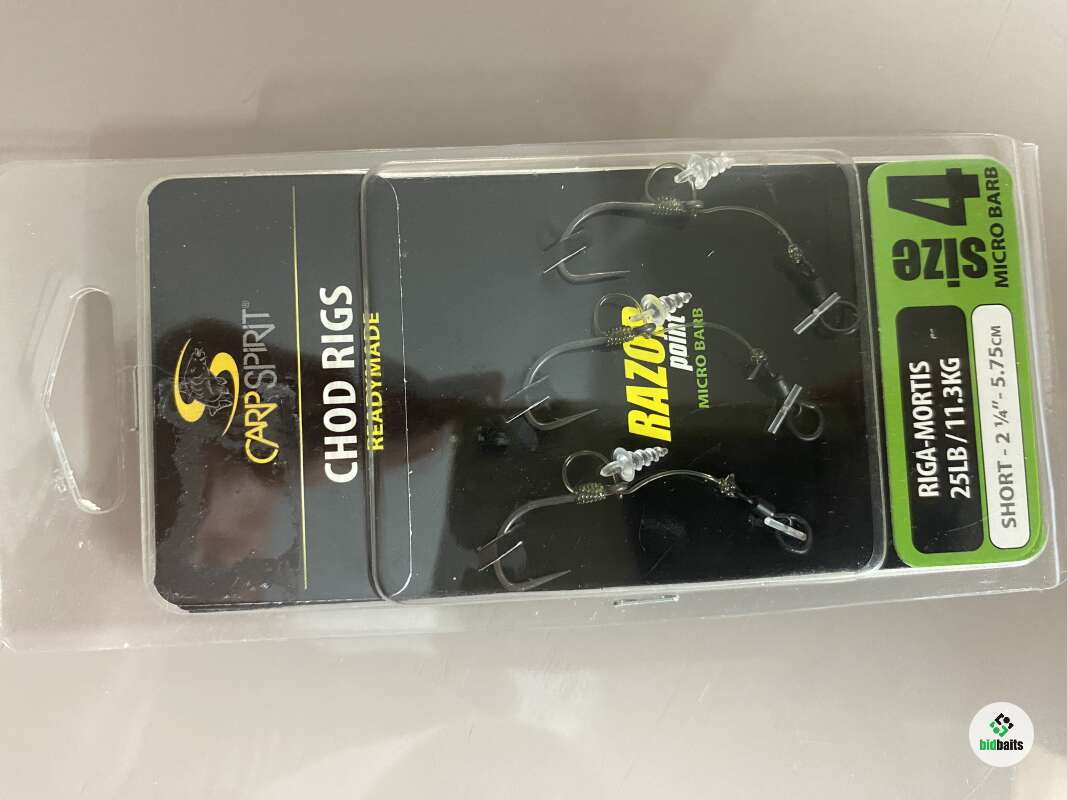 CARP SPIRIT®
CHOD RIGS
READYMADE
RAZOR
point
MICRO BARB
size 4
MICRO BARB
RIGA-MORTIS
25LB / 11.3KG
SHORT - 2 ¼" - 5.75CM
bidbaits